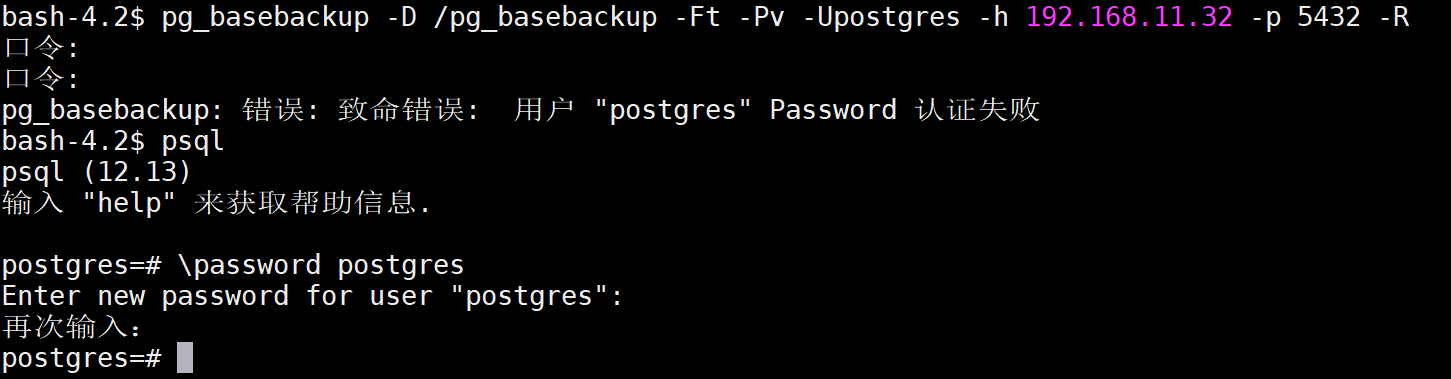 bash-4.2$ pg_basebackup -D /pg_basebackup -Ft -Pv -Upostgres -h 192.168.11.32 -p 5432 -R
口令:
口令:
pg_basebackup: 错误: 致命错误:  用户 "postgres" Password 认证失败
bash-4.2$ psql
psql (12.13)
输入 "help" 来获取帮助信息.
postgres=# \password postgres
Enter new password for user "postgres":
再次输入：
postgres=#